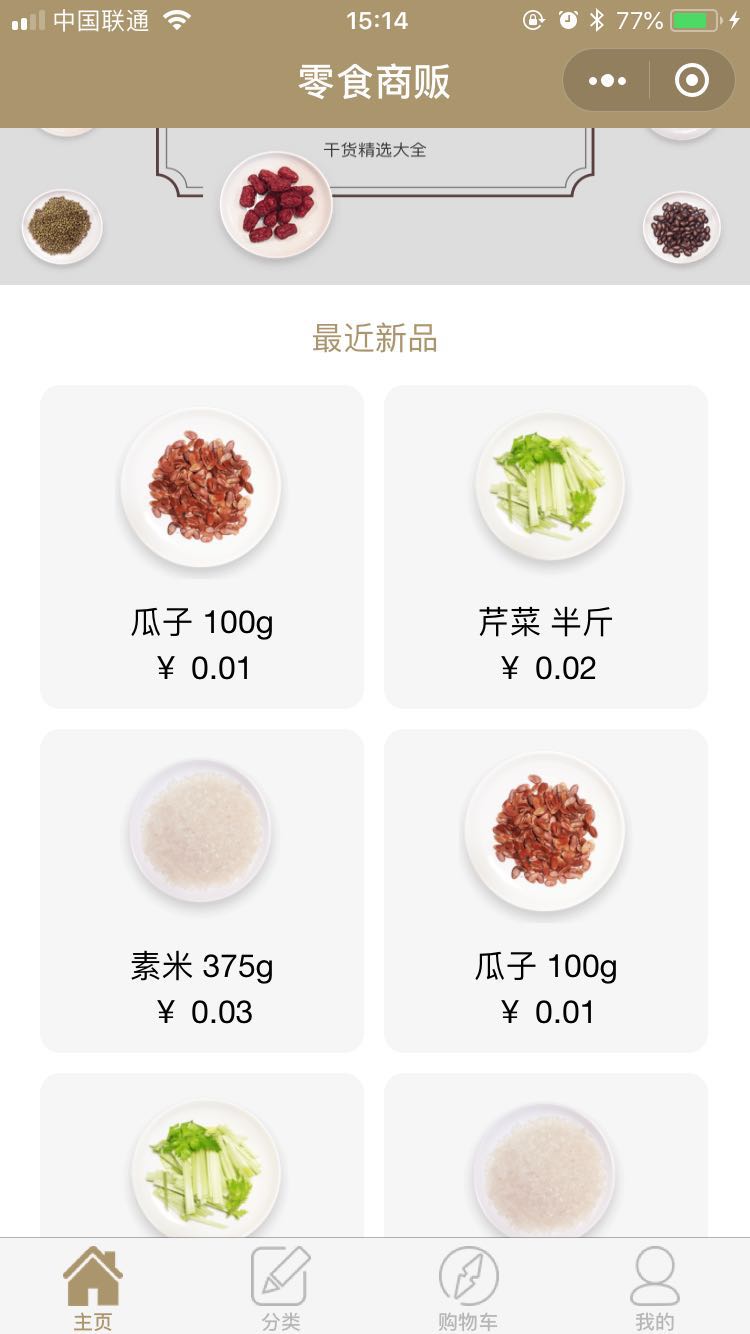 中国联通 15:14 77%
零食商贩
干货精选大全
最近新品
瓜子 100g
¥ 0.01
芹菜 半斤
¥ 0.02
素米 375g
¥ 0.03
瓜子 100g
¥ 0.01
主页 分类 购物车 我的